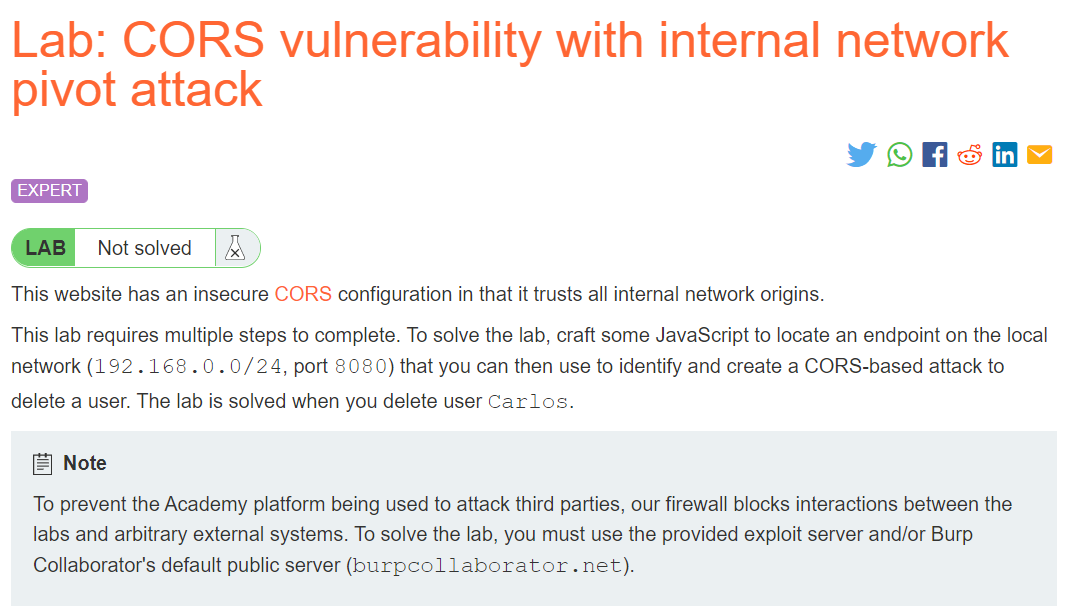 Lab: CORS vulnerability with internal network
pivot attack
EXPERT
LAB Not solved
This website has an insecure CORS configuration in that it trusts all internal network origins.
This lab requires multiple steps to complete. To solve the lab, craft some JavaScript to locate an endpoint on the local
network (192.168.0.0/24, port 8080) that you can then use to identify and create a CORS-based attack to
delete a user. The lab is solved when you delete user Carlos.
Note
To prevent the Academy platform being used to attack third parties, our firewall blocks interactions between the
labs and arbitrary external systems. To solve the lab, you must use the provided exploit server and/or Burp
Collaborator's default public server (burpcollaborator.net).